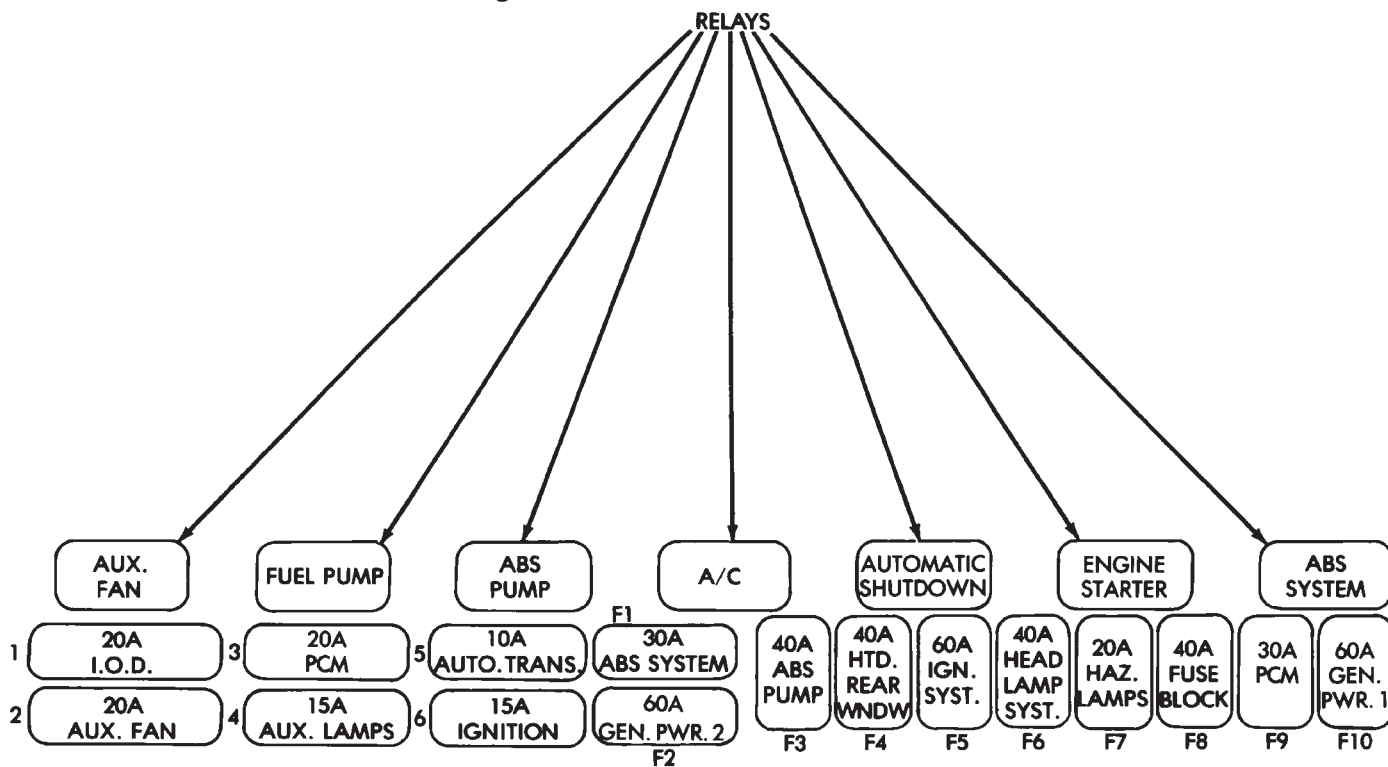 RELAYS
AUX.
FAN
FUEL PUMP
ABS
PUMP
A/C
AUTOMATIC
SHUTDOWN
ENGINE
STARTER
ABS
SYSTEM
1
20A
I.O.D.
3
20A
PCM
5
10A
AUTO.TRANS.
F1
30A
ABS SYSTEM
2
20A
AUX. FAN
4
15A
AUX. LAMPS
6
15A
IGNITION
60A
GEN. PWR. 2
F2
40A
ABS
PUMP
F3
40A
HTD.
REAR
WNDW
F4
60A
IGN.
SYST.
F5
40A
HEAD
LAMP
SYST.
F6
20A
HAZ.
LAMPS
F7
40A
FUSE
BLOCK
F8
30A
PCM
F9
60A
GEN.
PWR. 1
F10